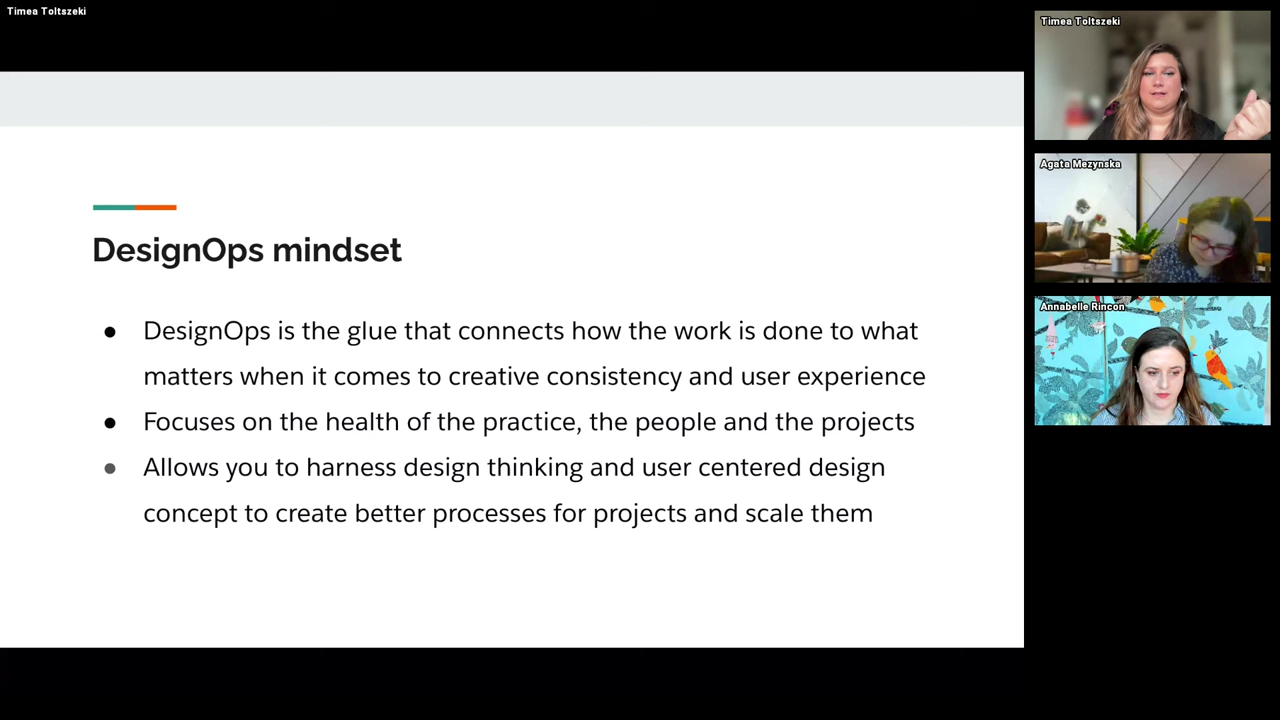 Timea Toltszeki
DesignOps mindset
● DesignOps is the glue that connects how the work is done to what
matters when it comes to creative consistency and user experience
● Focuses on the health of the practice, the people and the projects
● Allows you to harness design thinking and user centered design
concept to create better processes for projects and scale them
Timea Toltszeki
Agata Mezynska
Annabelle Rincon